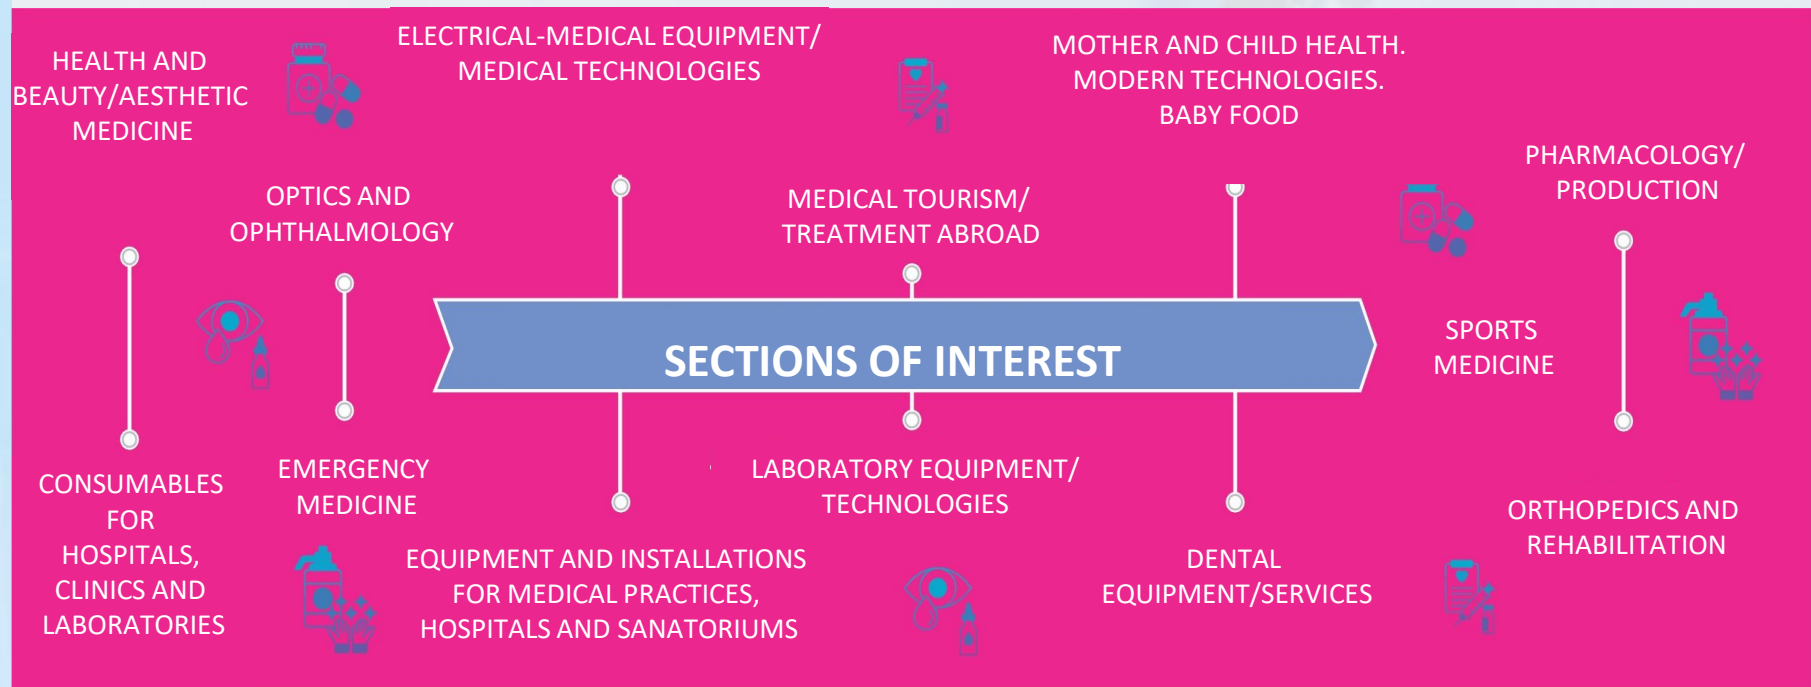 HEALTH AND
BEAUTY/AESTHETIC
MEDICINE
ELECTRICAL-MEDICAL EQUIPMENT/
MEDICAL TECHNOLOGIES
MOTHER AND CHILD HEALTH.
MODERN TECHNOLOGIES.
BABY FOOD
PHARMACOLOGY/
PRODUCTION
OPTICS AND
OPHTHALMOLOGY
MEDICAL TOURISM/
TREATMENT ABROAD
SECTIONS OF INTEREST
SPORTS
MEDICINE
CONSUMABLES
FOR
HOSPITALS,
CLINICS AND
LABORATORIES
EMERGENCY
MEDICINE
EQUIPMENT AND INSTALLATIONS
FOR MEDICAL PRACTICES,
HOSPITALS AND SANATORIUMS
LABORATORY EQUIPMENT/
TECHNOLOGIES
DENTAL
EQUIPMENT/SERVICES
ORTHOPEDICS AND
REHABILITATION